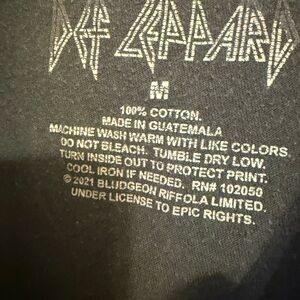 DEF LEPPARD
M
100% COTTON.
MADE IN GUATEMALA
MACHINE WASH WARM WITH LIKE COLORS
DO NOT BLEACH. TUMBLE DRY LOW.
TURN INSIDE OUT TO PROTECT PRINT.
COOL IRON IF NEEDED. RN# 102050
© 2021 BLUDGEON RIFFOLA LIMITED.
UNDER LICENSE TO EPIC RIGHTS.